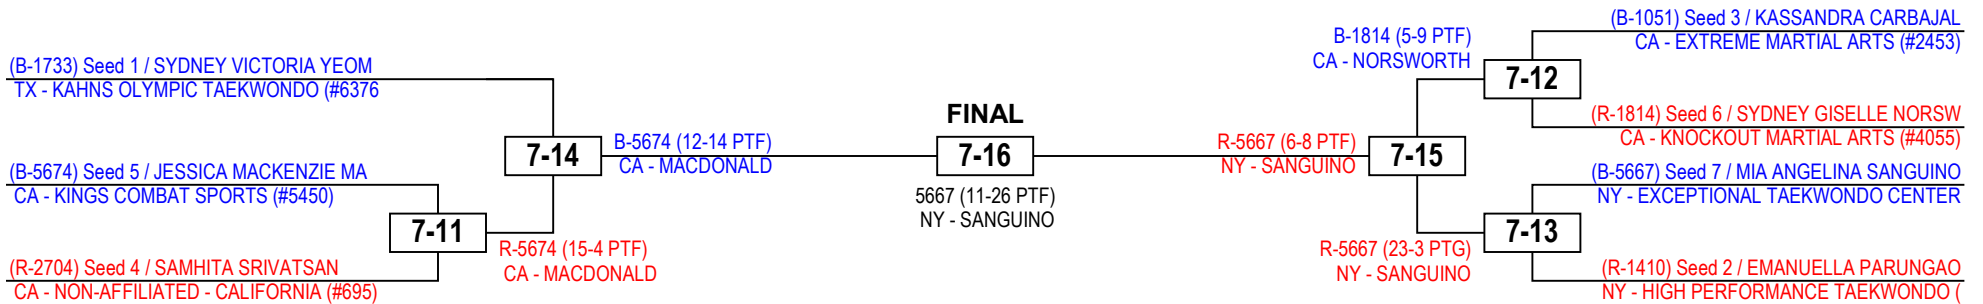 (B-1733) Seed 1 / SYDNEY VICTORIA YEOM
TX - KAHNS OLYMPIC TAEKWONDO (#6376
(B-5674) Seed 5 / JESSICA MACKENZIE MA
CA - KINGS COMBAT SPORTS (#5450)
7-11
(R-2704) Seed 4 / SAMHITA SRIVATSAN
CA - NON-AFFILIATED - CALIFORNIA (#695)
R-5674 (15-4 PTF)
CA - MACDONALD
7-14
B-5674 (12-14 PTF)
CA - MACDONALD
FINAL
7-16
5667 (11-26 PTF)
NY - SANGUINO
R-5667 (6-8 PTF)
NY - SANGUINO
7-15
B-1814 (5-9 PTF)
CA - NORSWORTH
7-12
R-5667 (23-3 PTG)
NY - SANGUINO
7-13
(B-1051) Seed 3 / KASSANDRA CARBAJAL
CA - EXTREME MARTIAL ARTS (#2453)
(R-1814) Seed 6 / SYDNEY GISELLE NORSW
CA - KNOCKOUT MARTIAL ARTS (#4055)
(B-5667) Seed 7 / MIA ANGELINA SANGUINO
NY - EXCEPTIONAL TAEKWONDO CENTER
(R-1410) Seed 2 / EMANUELLA PARUNGAO
NY - HIGH PERFORMANCE TAEKWONDO (